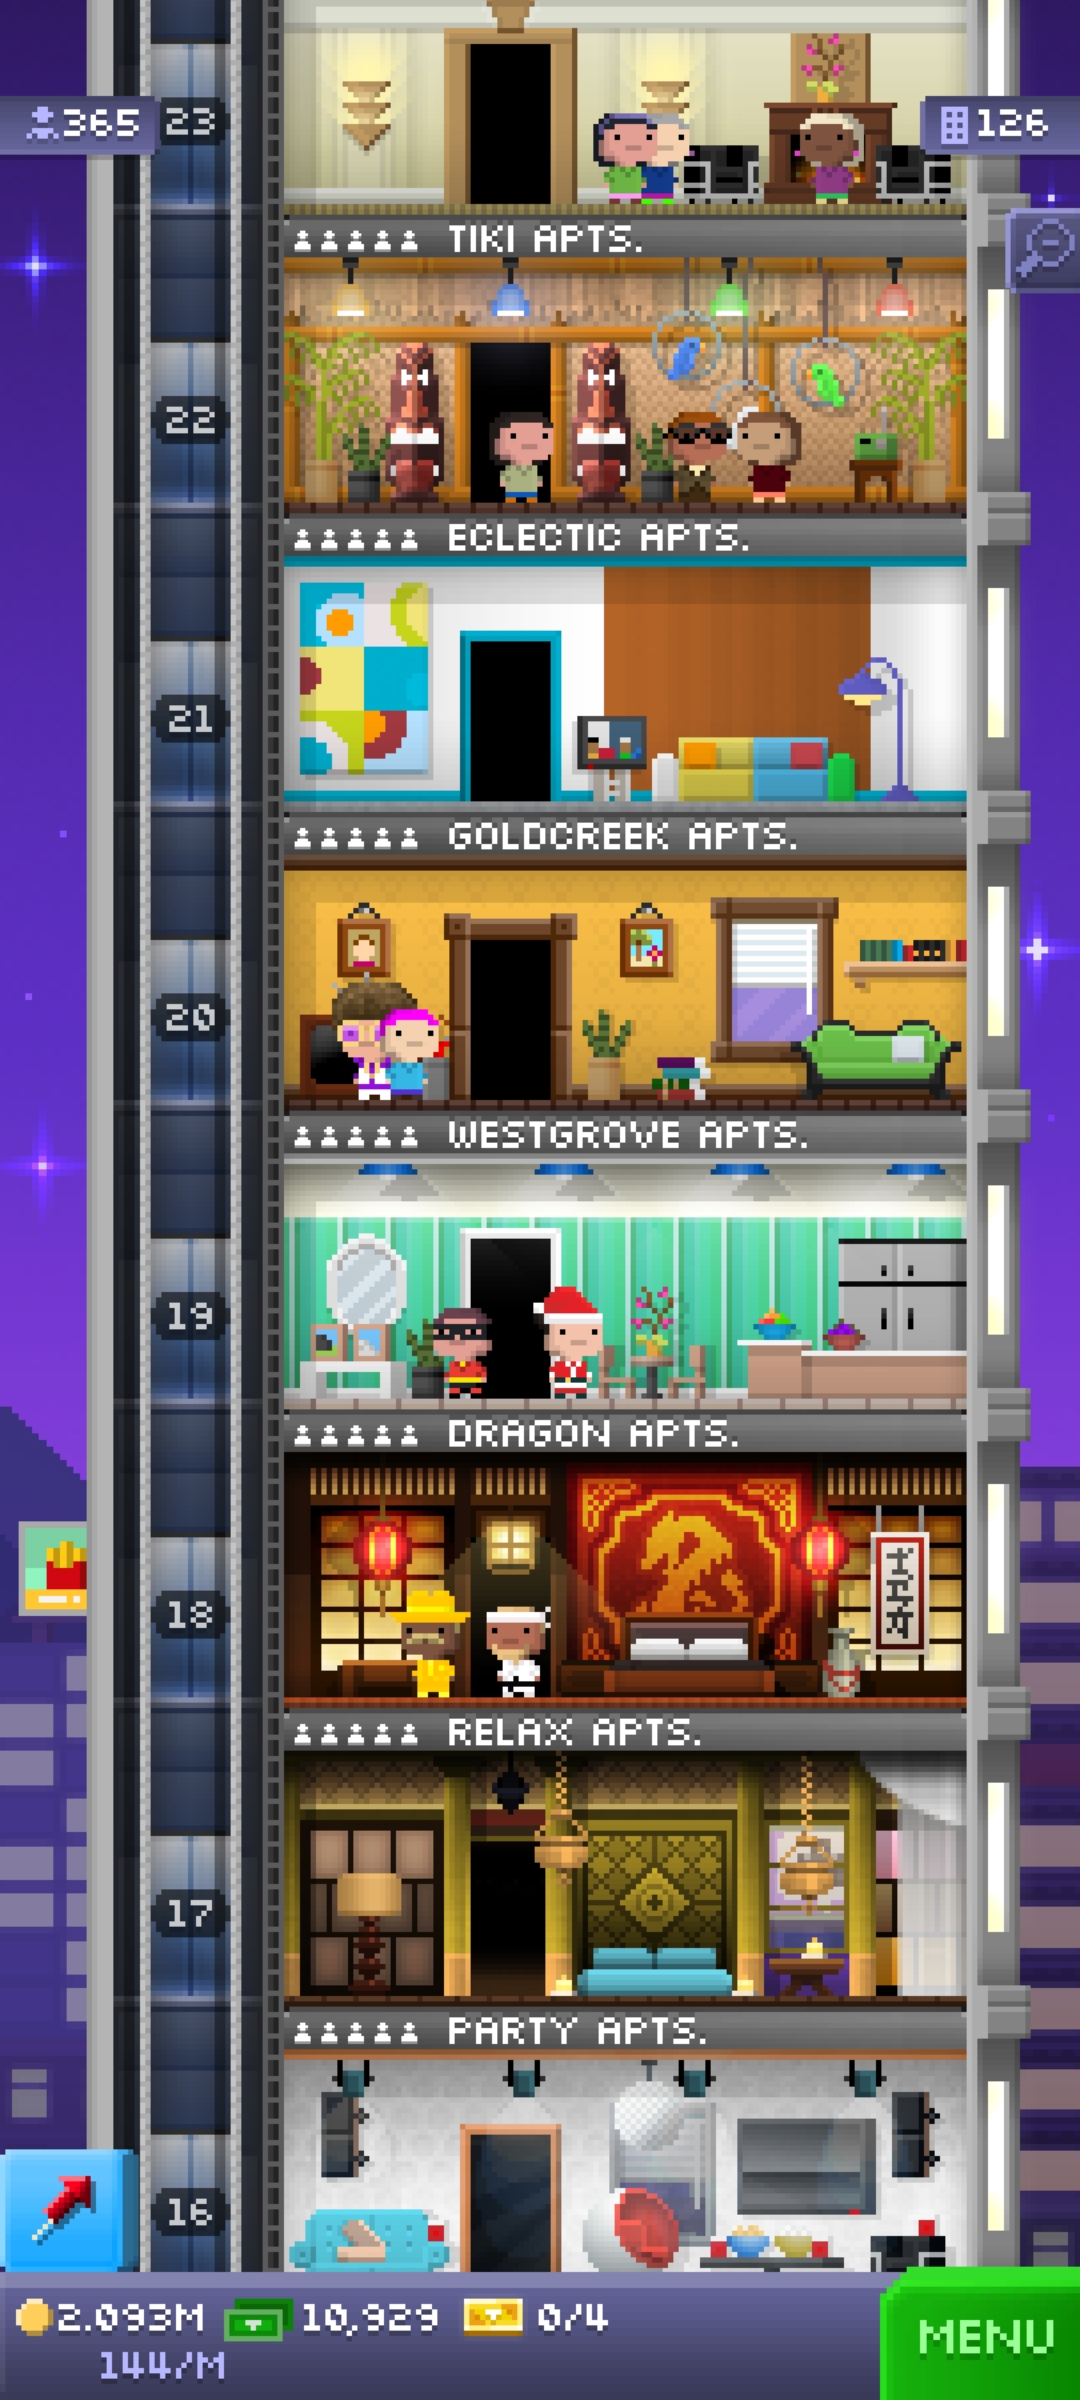 365
23
126
TIKI APTS.
22
ECLECTIC APTS.
21
GOLDCREEK APTS.
20
WESTGROVE APTS.
19
DRAGON APTS.
18
RELAX APTS.
17
PARTY APTS.
16
2.093M 10,929 0/4
144/M
MENU